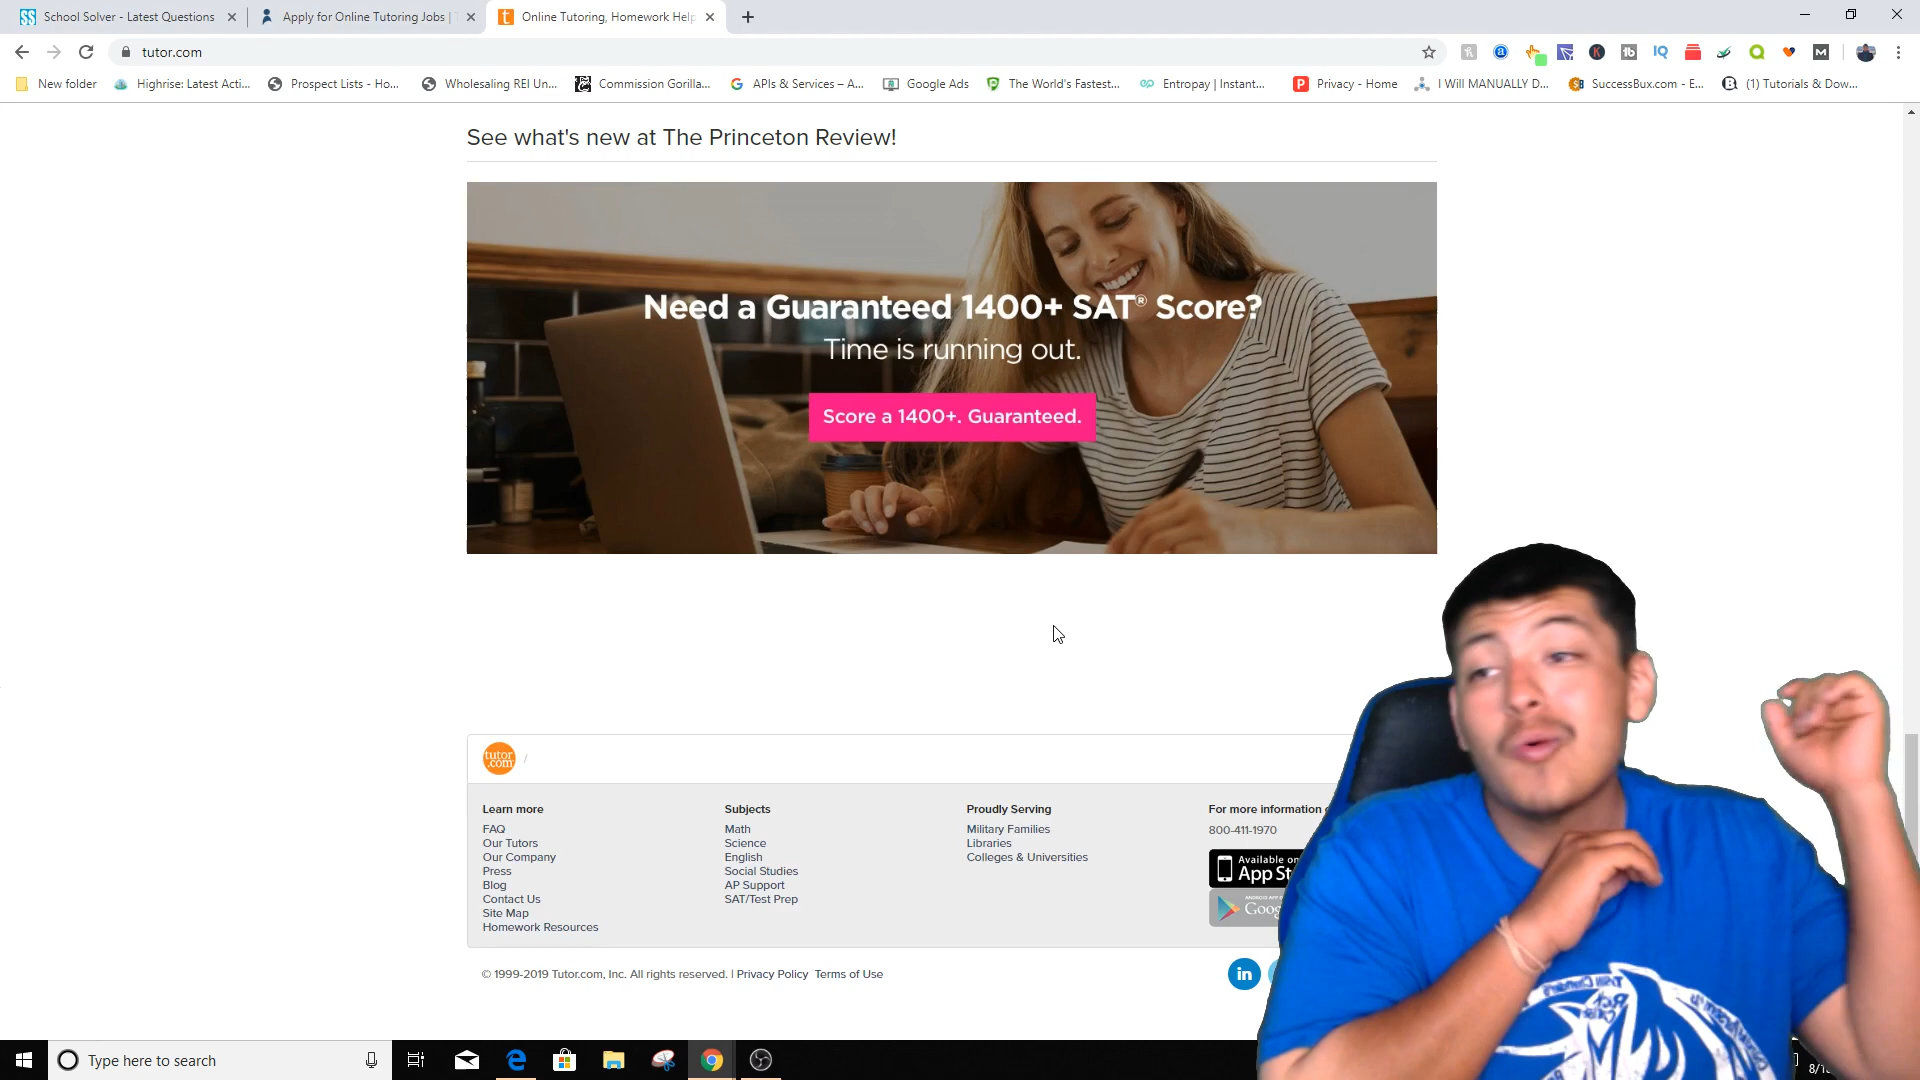 School Solver - Latest Questions
Apply for Online Tutoring Jobs |
Online Tutoring, Homework Help
tutor.com
New folder
Highrise: Latest Acti...
Prospect Lists - Ho...
Wholesaling REI Un...
Commission Gorilla...
APIs & Services – A...
Google Ads
The World's Fastest...
Entropay | Instant...
Privacy - Home
I Will MANUALLY D...
SuccessBux.com - E...
(1) Tutorials & Dow...
See what's new at The Princeton Review!
Need a Guaranteed 1400+ SAT® Score?
Time is running out.
Score a 1400+. Guaranteed.
tutor
.com
/
Learn more
FAQ
Our Tutors
Our Company
Press
Blog
Contact Us
Site Map
Homework Resources
Subjects
Math
Science
English
Social Studies
AP Support
SAT/Test Prep
Proudly Serving
Military Families
Libraries
Colleges & Universities
For more information
800-411-1970
Available on
App St
Goog
© 1999-2019 Tutor.com, Inc. All rights reserved. | Privacy Policy Terms of Use
in
Type here to search